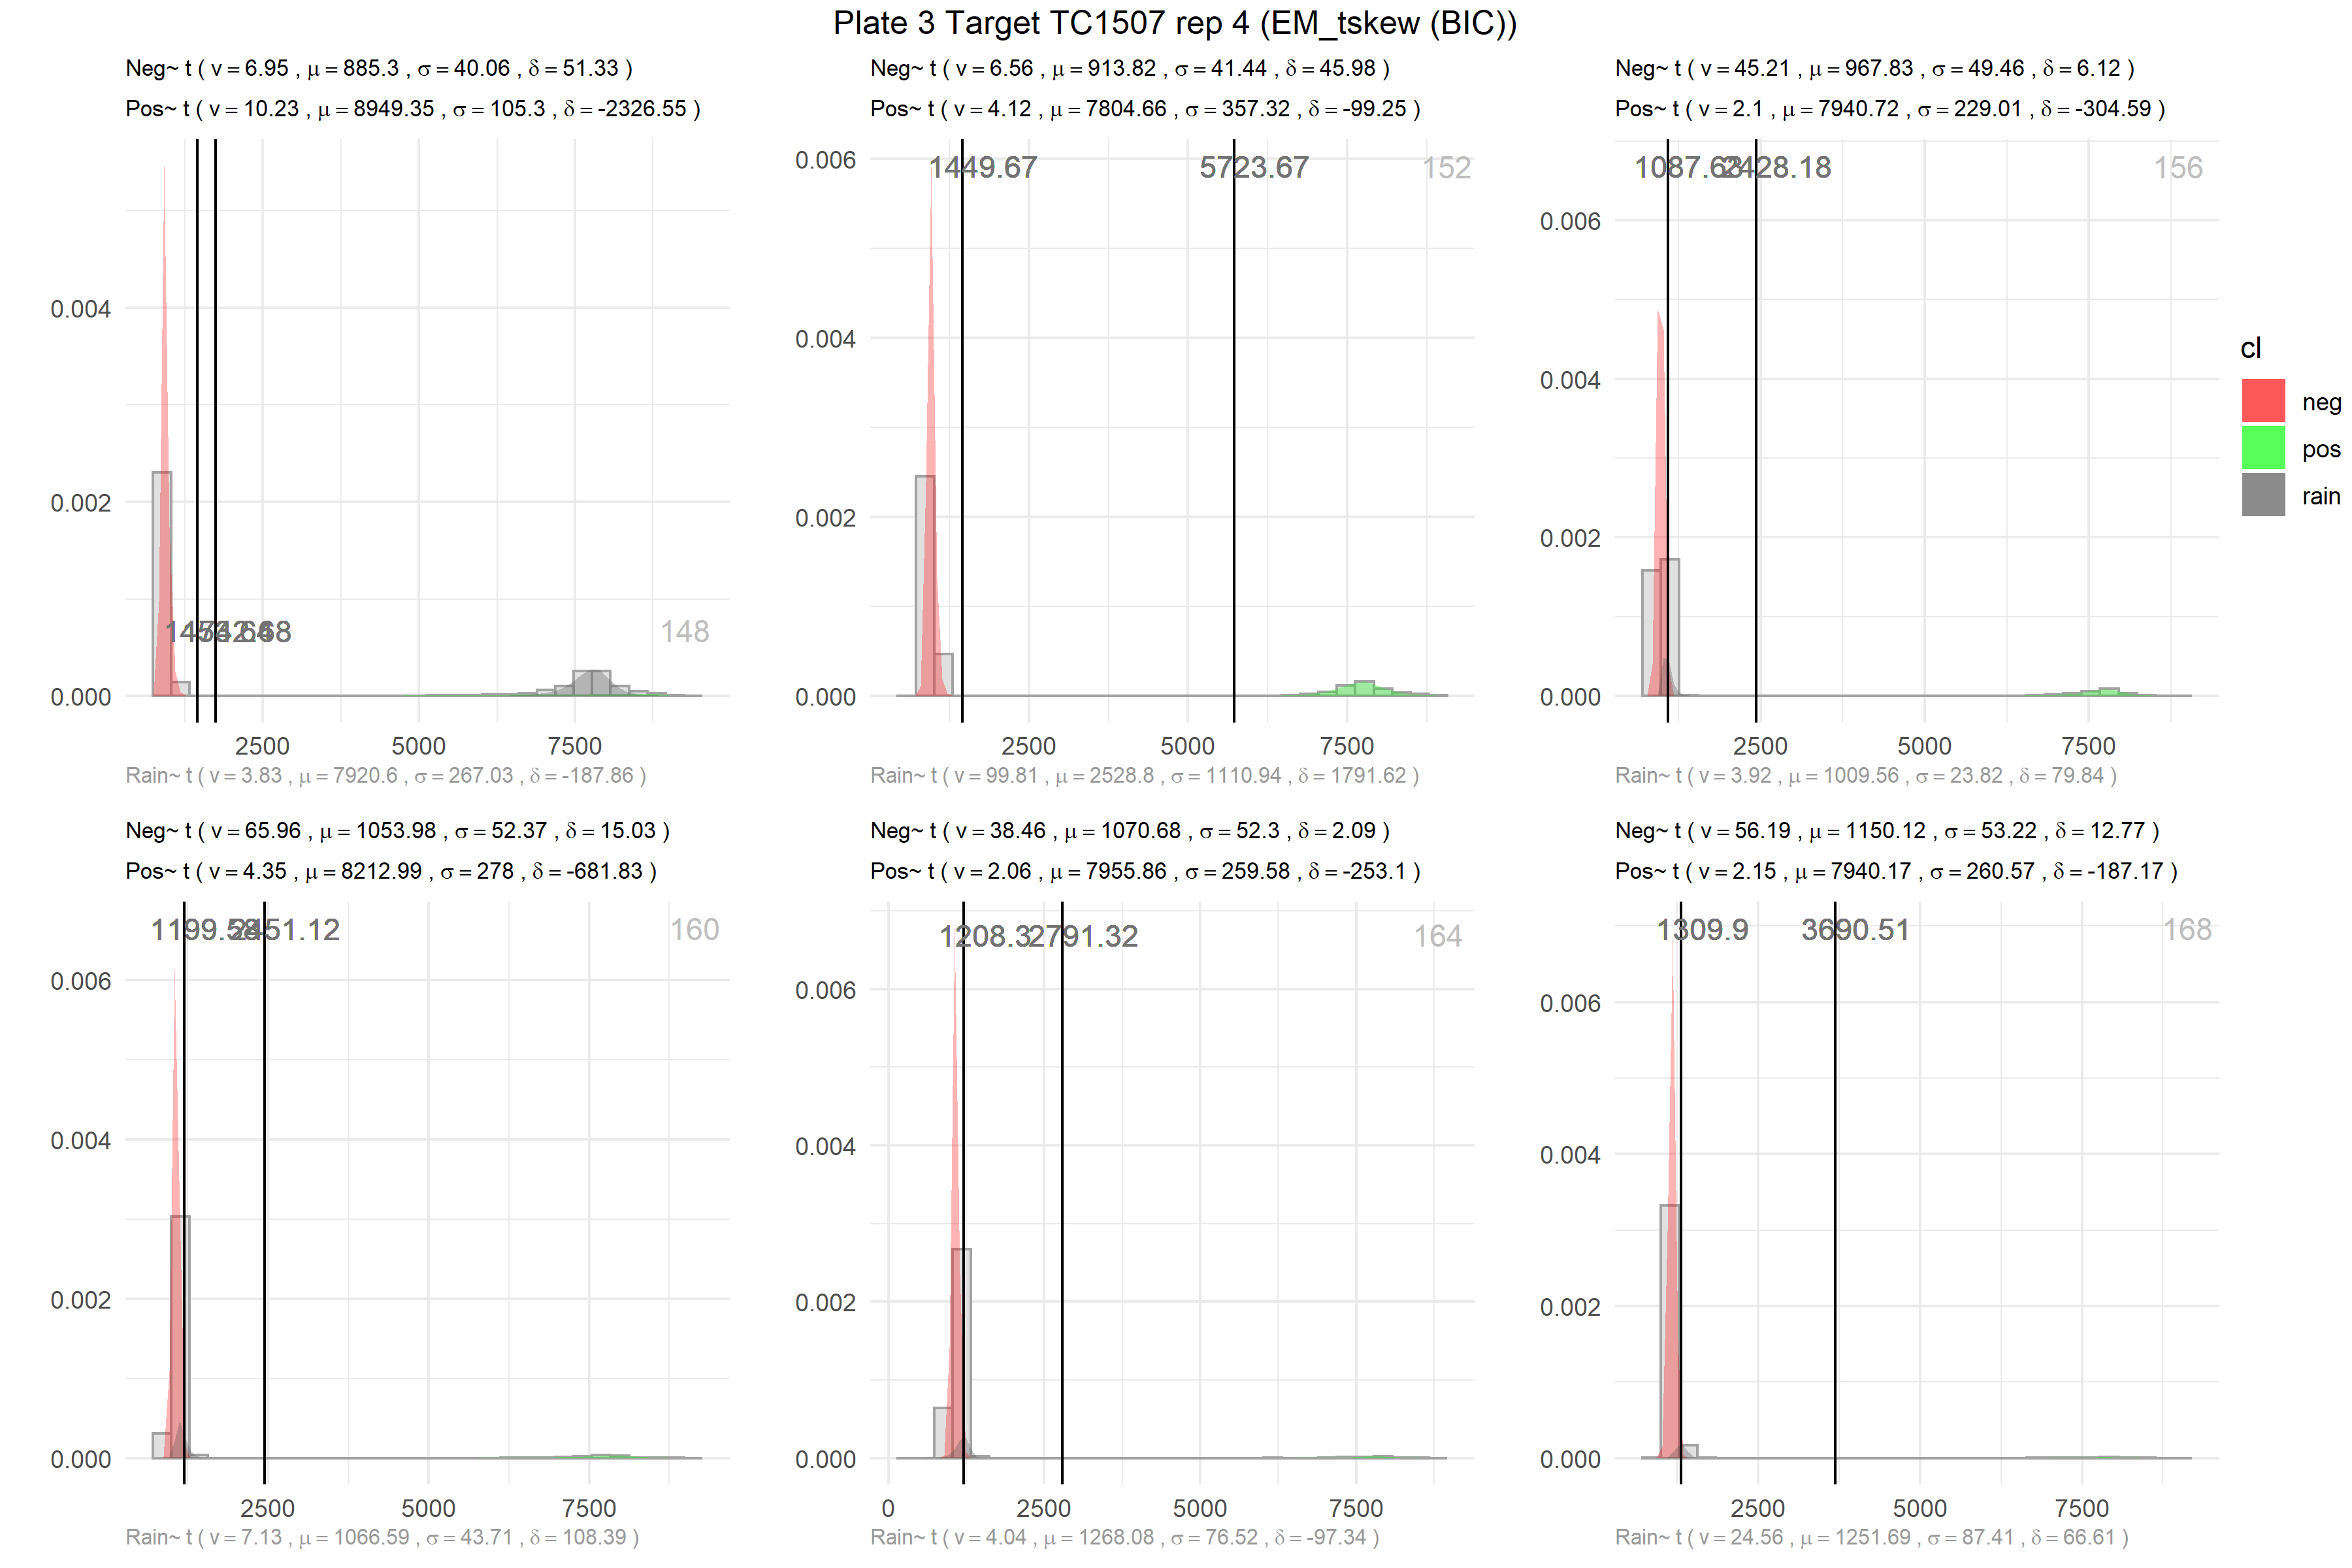 Plate 3 Target TC1507 rep 4 (EM_tskew (BIC))
Neg~ t ( v = 6.95 , μ = 885.3 , σ = 40.06 , δ = 51.33 )
Pos~ t ( v = 10.23 , μ = 8949.35 , σ = 105.3 , δ = -2326.55 )
148
0.004
0.002
0.000
2500 5000 7500
Rain~ t ( v = 3.83 , μ = 7920.6 , σ = 267.03 , δ = -187.86 )
Neg~ t ( v = 6.56 , μ = 913.82 , σ = 41.44 , δ = 45.98 )
Pos~ t ( v = 4.12 , μ = 7804.66 , σ = 357.32 , δ = -99.25 )
1449.67 5723.67 152
0.006
0.004
0.002
0.000
2500 5000 7500
Rain~ t ( v = 99.81 , μ = 2528.8 , σ = 1110.94 , δ = 1791.62 )
Neg~ t ( v = 45.21 , μ = 967.83 , σ = 49.46 , δ = 6.12 )
Pos~ t ( v = 2.1 , μ = 7940.72 , σ = 229.01 , δ = -304.59 )
2428.18 156
0.006
0.004
0.002
0.000
2500 5000 7500
Rain~ t ( v = 3.92 , μ = 1009.56 , σ = 23.82 , δ = 79.84 )
cl
neg
pos
rain
Neg~ t ( v = 65.96 , μ = 1053.98 , σ = 52.37 , δ = 15.03 )
Pos~ t ( v = 4.35 , μ = 8212.99 , σ = 278 , δ = -681.83 )
1199.58 2451.12 160
0.006
0.004
0.002
0.000
2500 5000 7500
Rain~ t ( v = 7.13 , μ = 1066.59 , σ = 43.71 , δ = 108.39 )
Neg~ t ( v = 38.46 , μ = 1070.68 , σ = 52.3 , δ = 2.09 )
Pos~ t ( v = 2.06 , μ = 7955.86 , σ = 259.58 , δ = -253.1 )
1208.3 2791.32 164
0.006
0.004
0.002
0.000
0 2500 5000 7500
Rain~ t ( v = 4.04 , μ = 1268.08 , σ = 76.52 , δ = -97.34 )
Neg~ t ( v = 56.19 , μ = 1150.12 , σ = 53.22 , δ = 12.77 )
Pos~ t ( v = 2.15 , μ = 7940.17 , σ = 260.57 , δ = -187.17 )
1309.9 3690.51 168
0.006
0.004
0.002
0.000
2500 5000 7500
Rain~ t ( v = 24.56 , μ = 1251.69 , σ = 87.41 , δ = 66.61 )